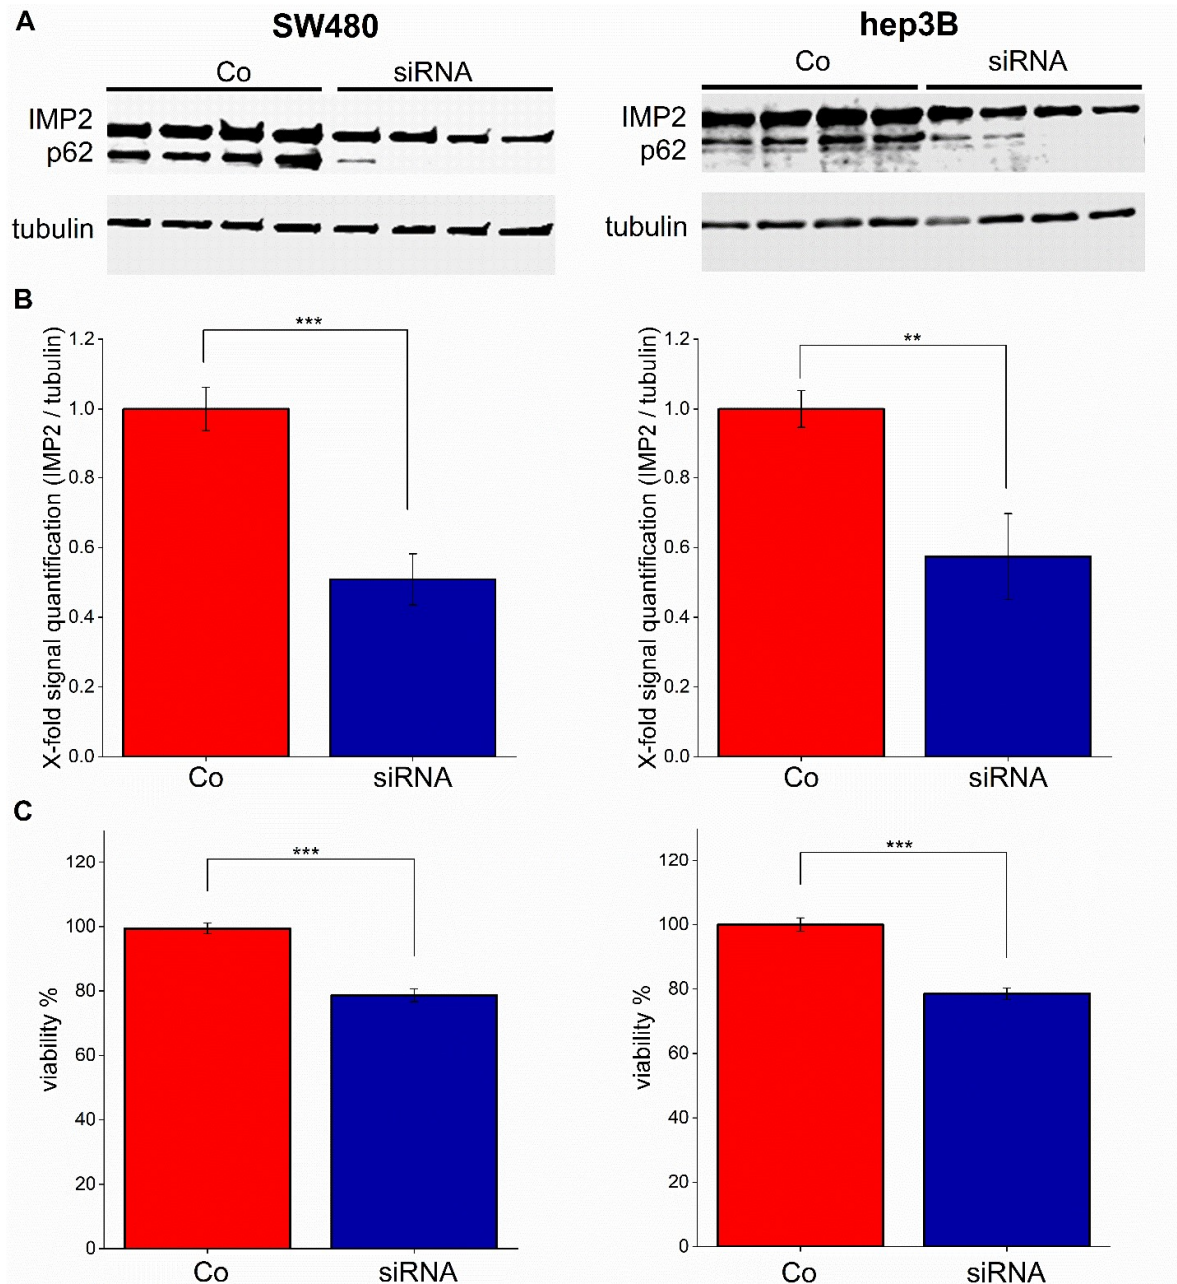 A
SW480
hep3B
Co
siRNA
Co
siRNA
IMP2
p62
tubulin
IMP2
p62
tubulin
B
X-fold signal quantification (IMP2 / tubulin)
1.2
1.0
0.8
0.6
0.4
0.2
0.0
***
Co
siRNA
X-fold signal quantification (IMP2 / tubulin)
1.2
1.0
0.8
0.6
0.4
0.2
0.0
**
Co
siRNA
C
viability %
120
100
80
60
40
20
0
***
Co
siRNA
viability %
120
100
80
60
40
20
0
***
Co
siRNA